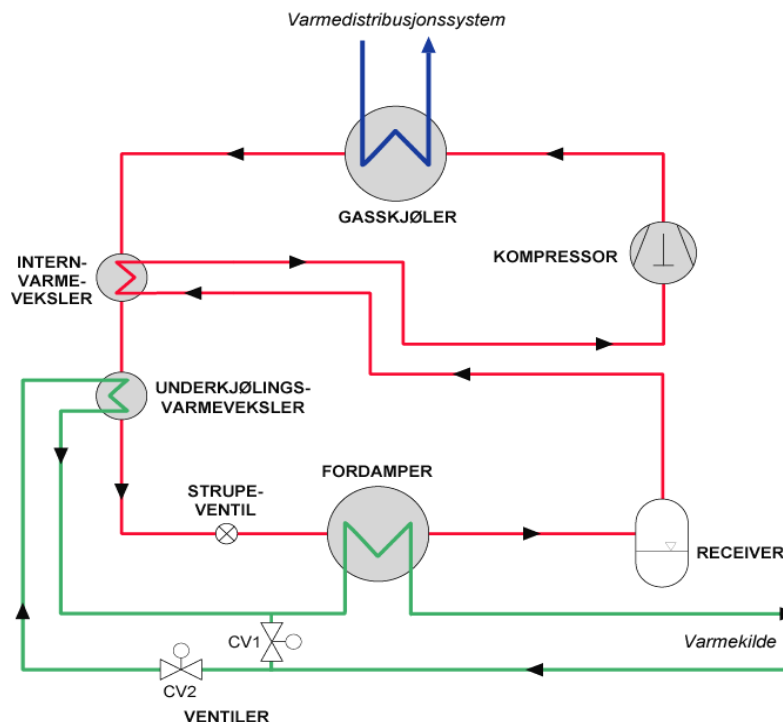 Varmedistribusjonssystem
GASSKJØLER
KOMPRESSOR
INTERN-
VARME-
VEKSLER
UNDERKJØLINGS-
VARMEVEKSLER
FORDAMPER
STRUPE-
VENTIL
RECEIVER
CV1
Varmekilde
CV2
VENTILER